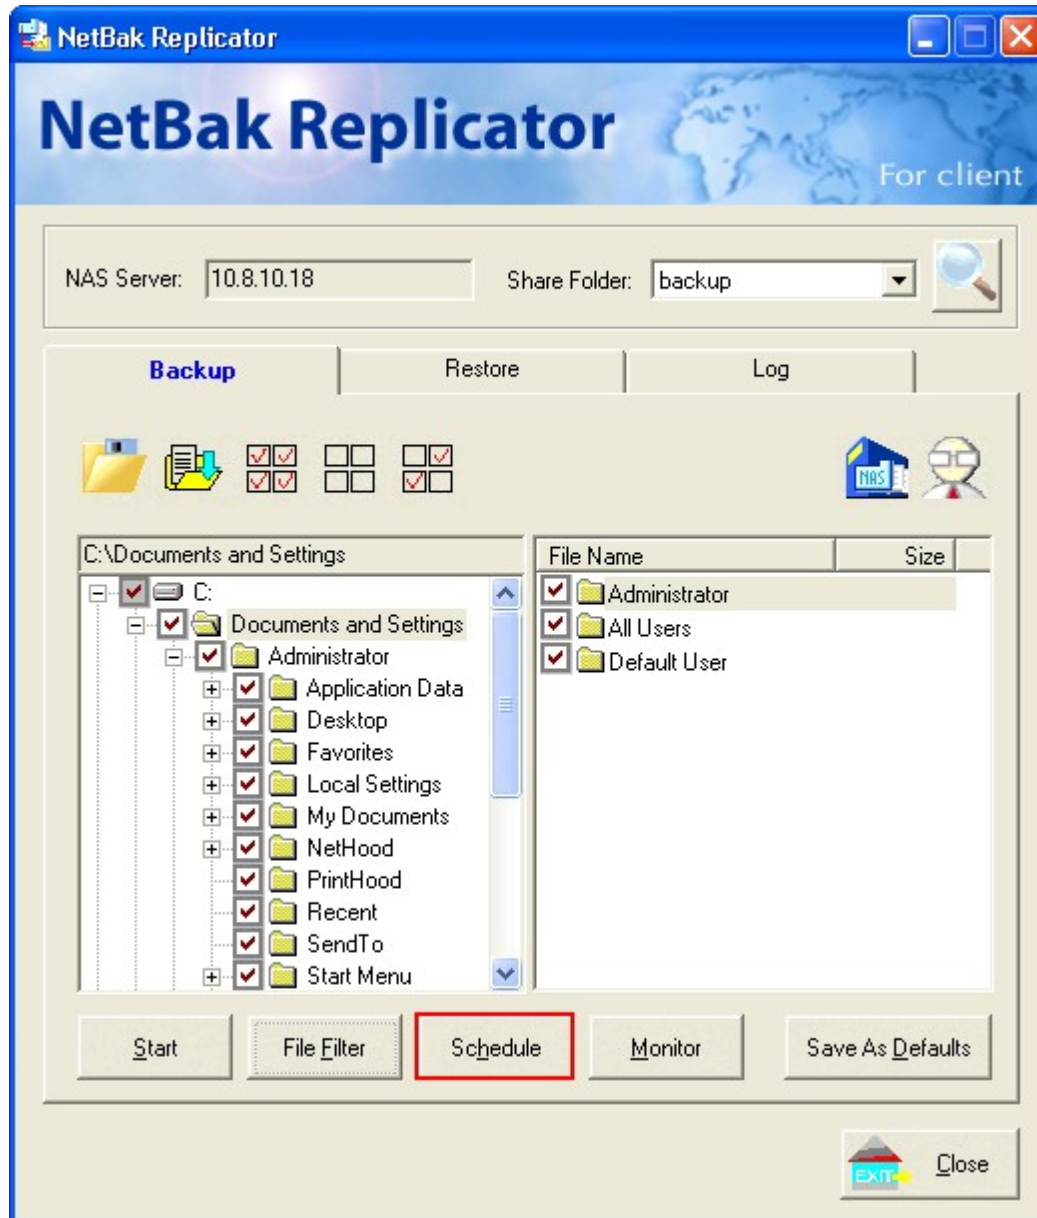 NetBak Replicator
NetBak Replicator
For client
NAS Server: 10.8.10.18 Share Folder: backup
Backup Restore Log
NAS
C:\Documents and Settings
File Name Size
C:
Documents and Settings
Administrator
Application Data
Desktop
Favorites
Local Settings
My Documents
NetHood
PrintHood
Recent
SendTo
Start Menu
Administrator
All Users
Default User
Start File Filter Schedule Monitor Save As Defaults
EXIT Close